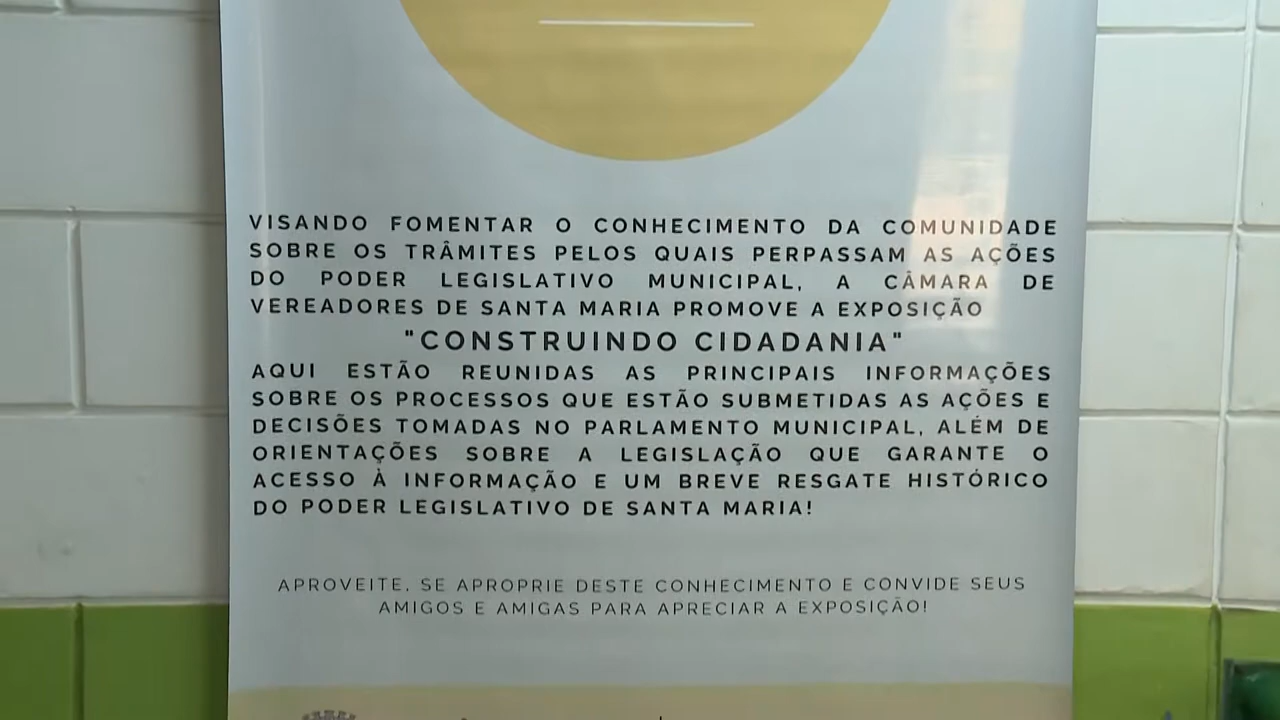 VISANDO FOMENTAR O CONHECIMENTO DA COMUNIDADE
SOBRE OS TRÂMITES PELOS QUAIS PERPASSAM AS AÇÕES
DO PODER LEGISLATIVO MUNICIPAL, A CÂMARA DE
VEREADORES DE SANTA MARIA PROMOVE A EXPOSIÇÃO
"CONSTRUINDO CIDADANIA"
AQUI ESTÃO REUNIDAS AS PRINCIPAIS INFORMAÇÕES
SOBRE OS PROCESSOS QUE ESTÃO SUBMETIDAS AS AÇÕES E
DECISÕES TOMADAS NO PARLAMENTO MUNICIPAL, ALÉM DE
ORIENTAÇÕES SOBRE A LEGISLAÇÃO QUE GARANTE O
ACESSO À INFORMAÇÃO E UM BREVE RESGATE HISTÓRICO
DO PODER LEGISLATIVO DE SANTA MARIA!
APROVEITE, SE APROPRIE DESTE CONHECIMENTO E CONVIDE SEUS
AMIGOS E AMIGAS PARA APRECIAR A EXPOSIÇÃO!